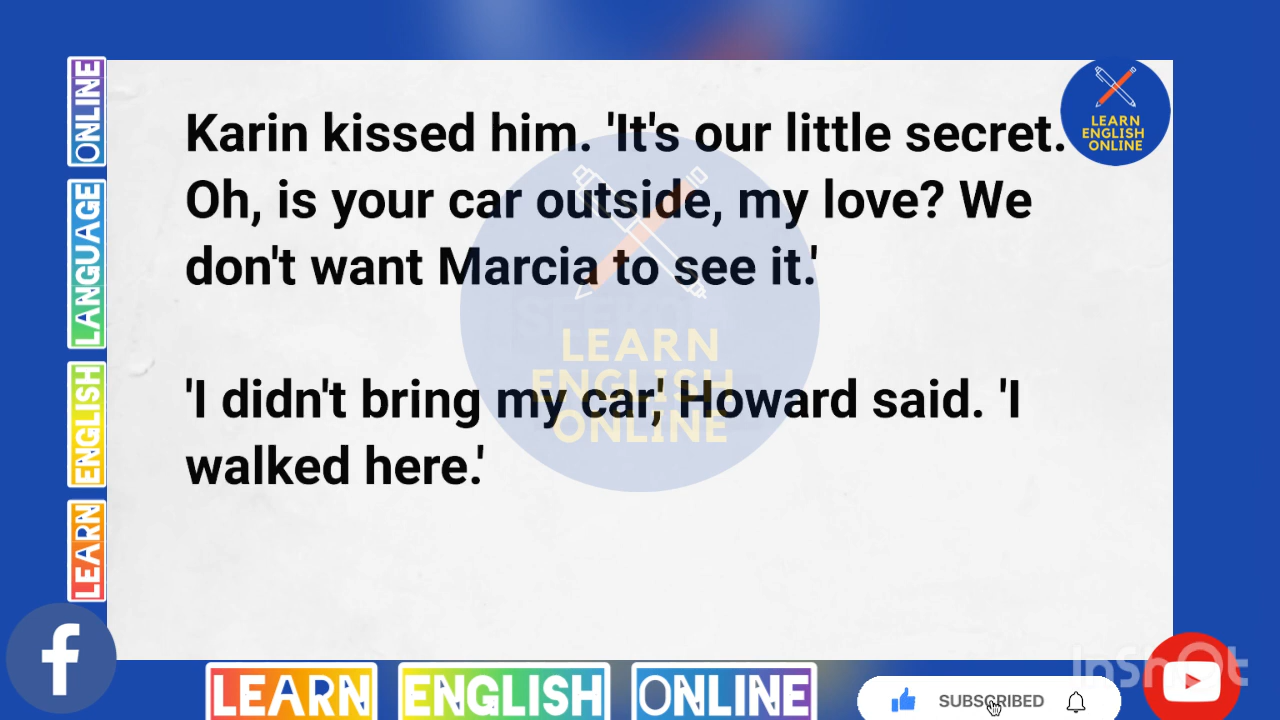 Karin kissed him. 'It's our little secret.
Oh, is your car outside, my love? We
don't want Marcia to see it.'
'I didn't bring my car,' Howard said. 'I
walked here.'
LEARN
ENGLISH
ONLINE
LEARN
ENGLISH
ONLINE
LEARN ENGLISH LANGUAGE ONLINE
LEARN ENGLISH ONLINE
SUBSCRIBED
InShOt
f